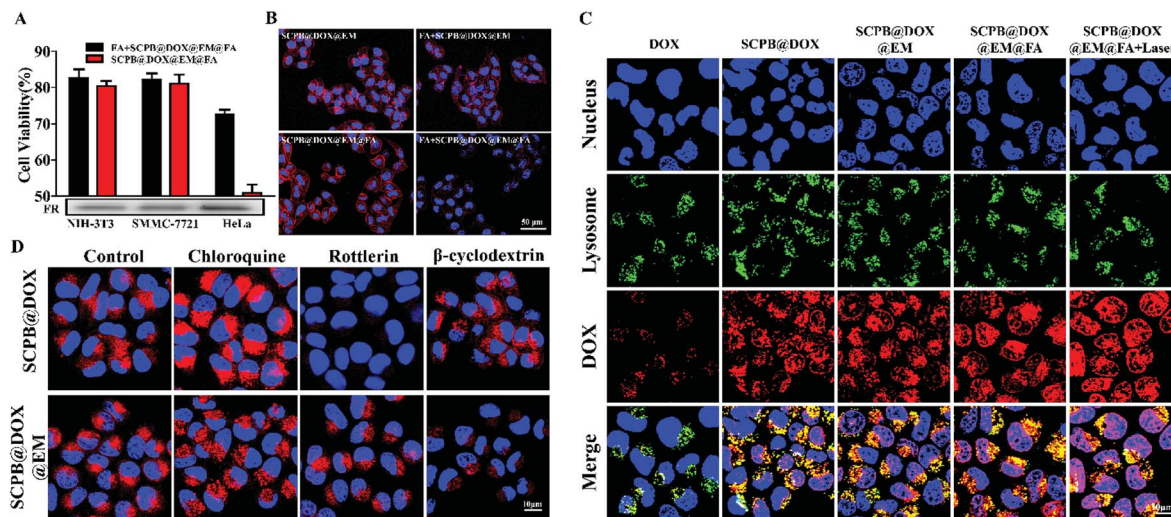 A
FA+SCPB@DOX@EM@FA
SCPB@DOX@EM@FA
Cell Viability(%)
90
80
70
60
50
FR
NIH-3T3 SMMC-7721 HeLa
B
SCPB@DOX@EM FA+SCPB@DOX@EM
SCPB@DOX@EM@FA FA+SCPB@DOX@EM@FA
50 μm
D
Control Chloroquine Rottlerin β-cyclodextrin
SCPB@DOX
SCPB@DOX
@EM
10μm
C
DOX
SCPB@DOX
SCPB@DOX
@EM
SCPB@DOX
@EM@FA
SCPB@DOX
@EM@FA+Laser
Nucleus
Lysosome
DOX
Merge